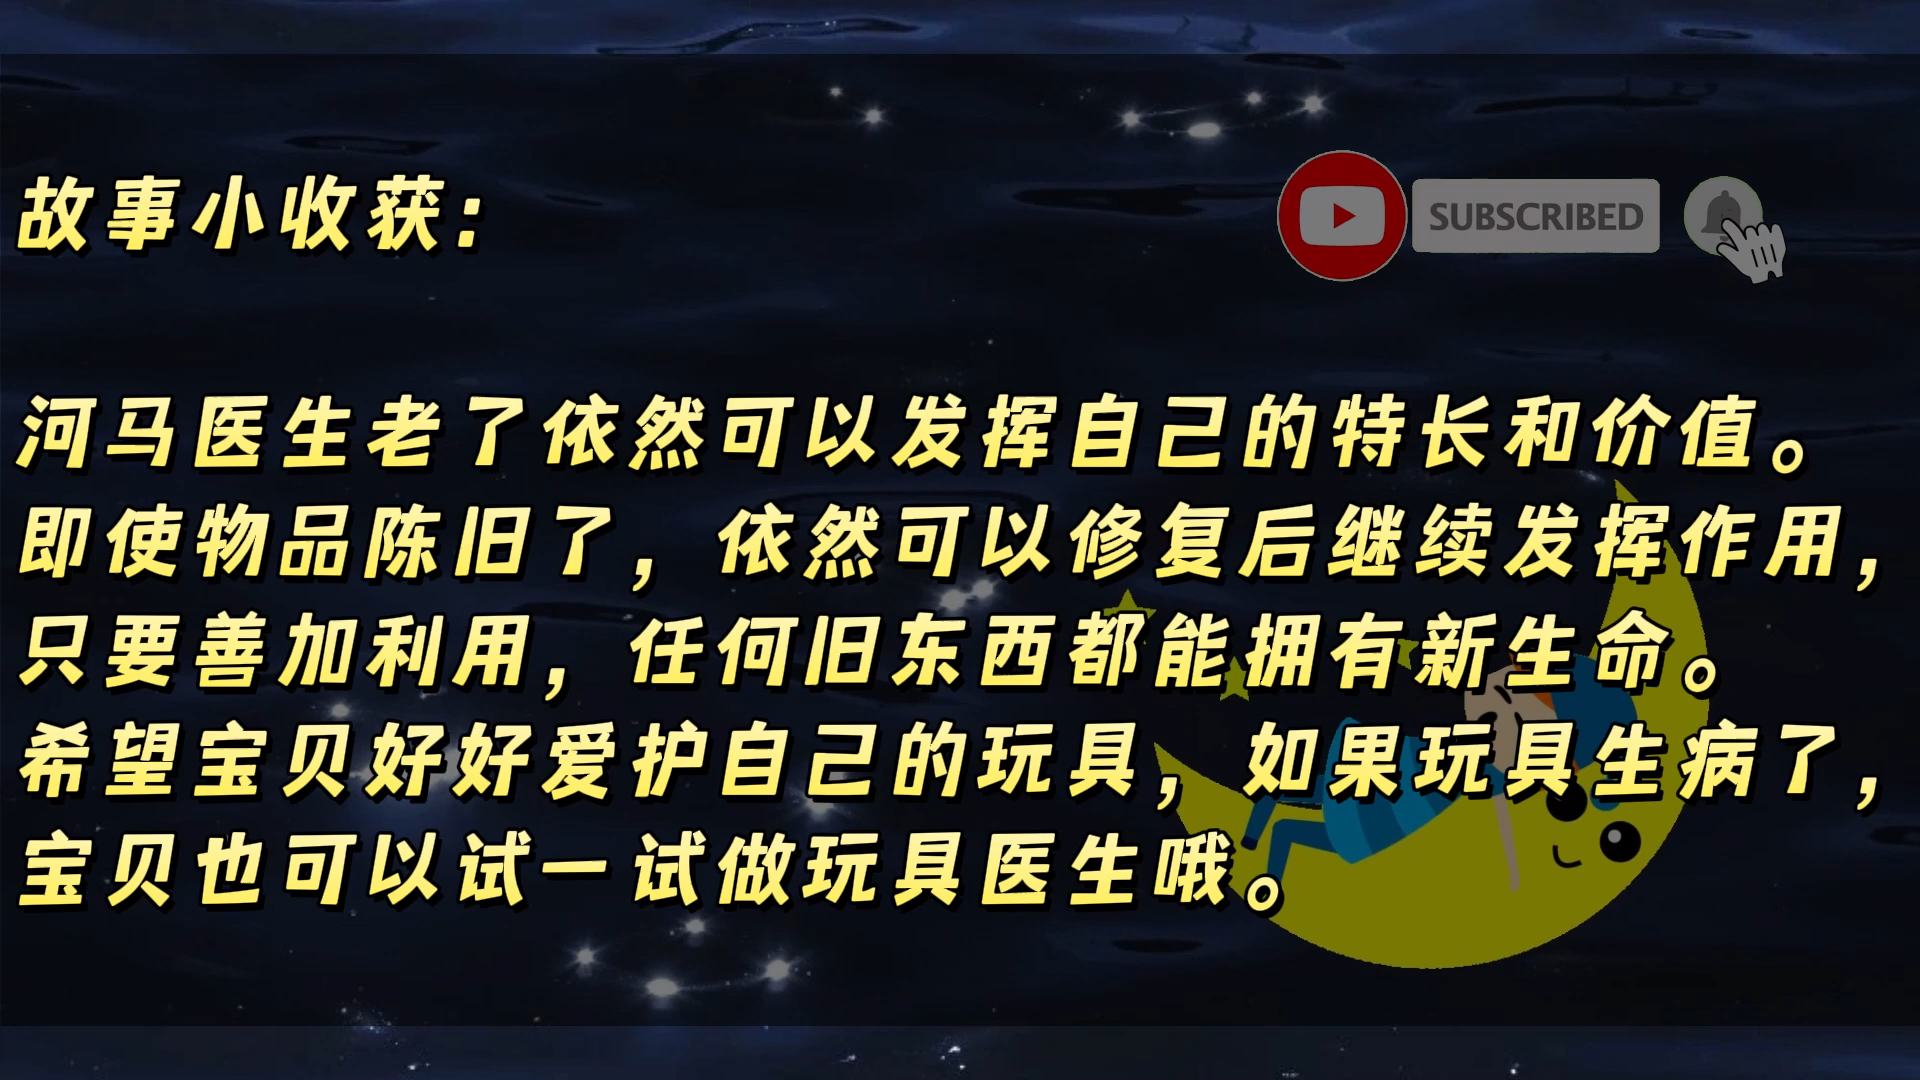 故事小收获：
SUBSCRIBED
河马医生老了依然可以发挥自己的特长和价值。
即使物品陈旧了，依然可以修复后继续发挥作用，
只要善加利用，任何旧东西都能拥有新生命。
希望宝贝好好爱护自己的玩具，如果玩具生病了，
宝贝也可以试一试做玩具医生哦。